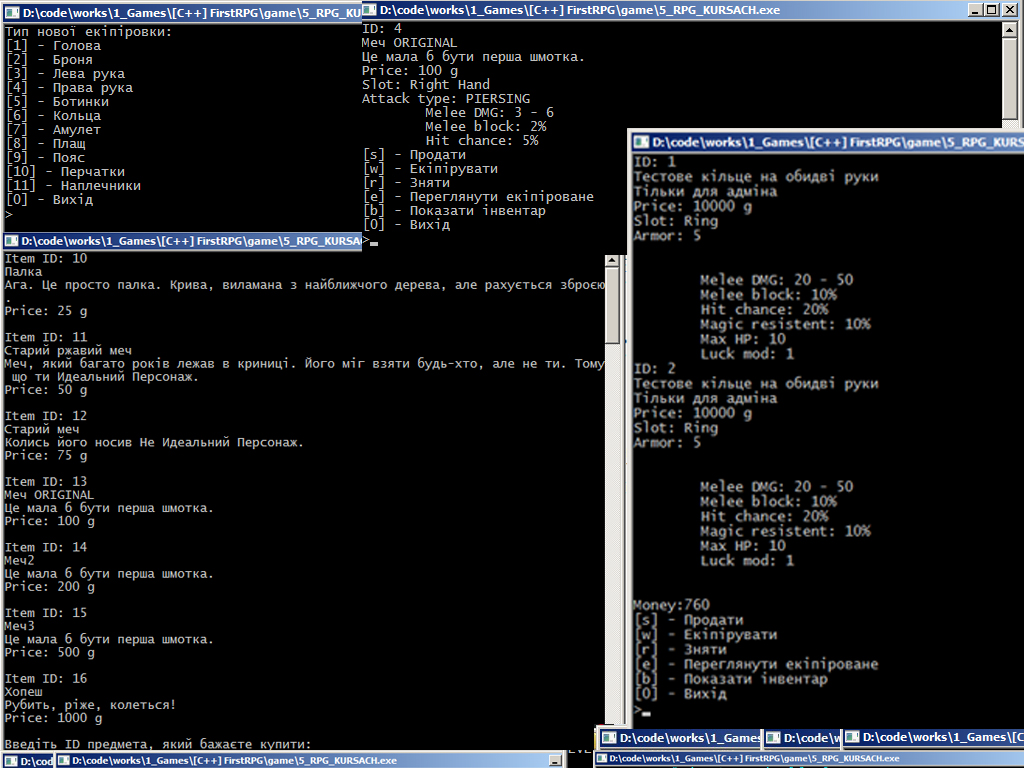 D:\code\works\1_Games\[C++] FirstRPG\game\5_RPG_KU
Тип нової екіпіровки:
[1] - Голова
[2] - Броня
[3] - Лева рука
[4] - Права рука
[5] - Ботинки
[6] - Кольца
[7] - Амулет
[8] - Плащ
[9] - Пояс
[10] - Перчатки
[11] - Наплечники
[0] - Вихід
>
D:\code\works\1_Games\[C++] FirstRPG\game\5_RPG_KURSACH.exe
ID: 4
Меч ORIGINAL
Це мала б бути перша шмотка.
Price: 100 g
Slot: Right Hand
Attack type: PIERSING
Melee DMG: 3 - 6
Melee block: 2%
Hit chance: 5%
[s] - Продати
[w] - Екіпірувати
[r] - Зняти
[e] - Переглянути екіпіроване
[b] - Показати інвентар
[0] - Вихід
>_
D:\code\works\1_Games\[C++] FirstRPG\game\5_RPG_KURSA
Item ID: 10
Палка
Ага. Це просто палка. Крива, виламана з найближчого дерева, але рахується зброєю
.
Price: 25 g
Item ID: 11
Старий ржавий меч
Меч, який багато років лежав в криниці. Його міг взяти будь-хто, але не ти. Тому
що ти Идеальний Персонаж.
Price: 50 g
Item ID: 12
Старий меч
Колись його носив Не Идеальний Персонаж.
Price: 75 g
Item ID: 13
Меч ORIGINAL
Це мала б бути перша шмотка.
Price: 100 g
Item ID: 14
Меч2
Це мала б бути перша шмотка.
Price: 200 g
Item ID: 15
Меч3
Це мала б бути перша шмотка.
Price: 500 g
Item ID: 16
Хопеш
Рубить, ріже, колеться!
Price: 1000 g
Введіть ID предмета, який бажаєте купити:
D:\code\works\1_Games\[C++] FirstRPG\game\5_RPG_KURS
ID: 1
Тестове кільце на обидві руки
Тільки для адміна
Price: 10000 g
Slot: Ring
Armor: 5
Melee DMG: 20 - 50
Melee block: 10%
Hit chance: 20%
Magic resistent: 10%
Max HP: 10
Luck mod: 1
ID: 2
Тестове кільце на обидві руки
Тільки для адміна
Price: 10000 g
Slot: Ring
Armor: 5
Melee DMG: 20 - 50
Melee block: 10%
Hit chance: 20%
Magic resistent: 10%
Max HP: 10
Luck mod: 1
Money:760
[s] - Продати
[w] - Екіпірувати
[r] - Зняти
[e] - Переглянути екіпіроване
[b] - Показати інвентар
[0] - Вихід
>_
D:\code\works\1_Games
D:\code\w
D:\code\works\1_Games\[C
D:\cod
D:\code\works\1_Games\[C++] FirstRPG\game\5_RPG_KURSACH.exe
D:\code\works\1_Games\[C++] FirstRPG\game\5_RPG_KURSACH.exe